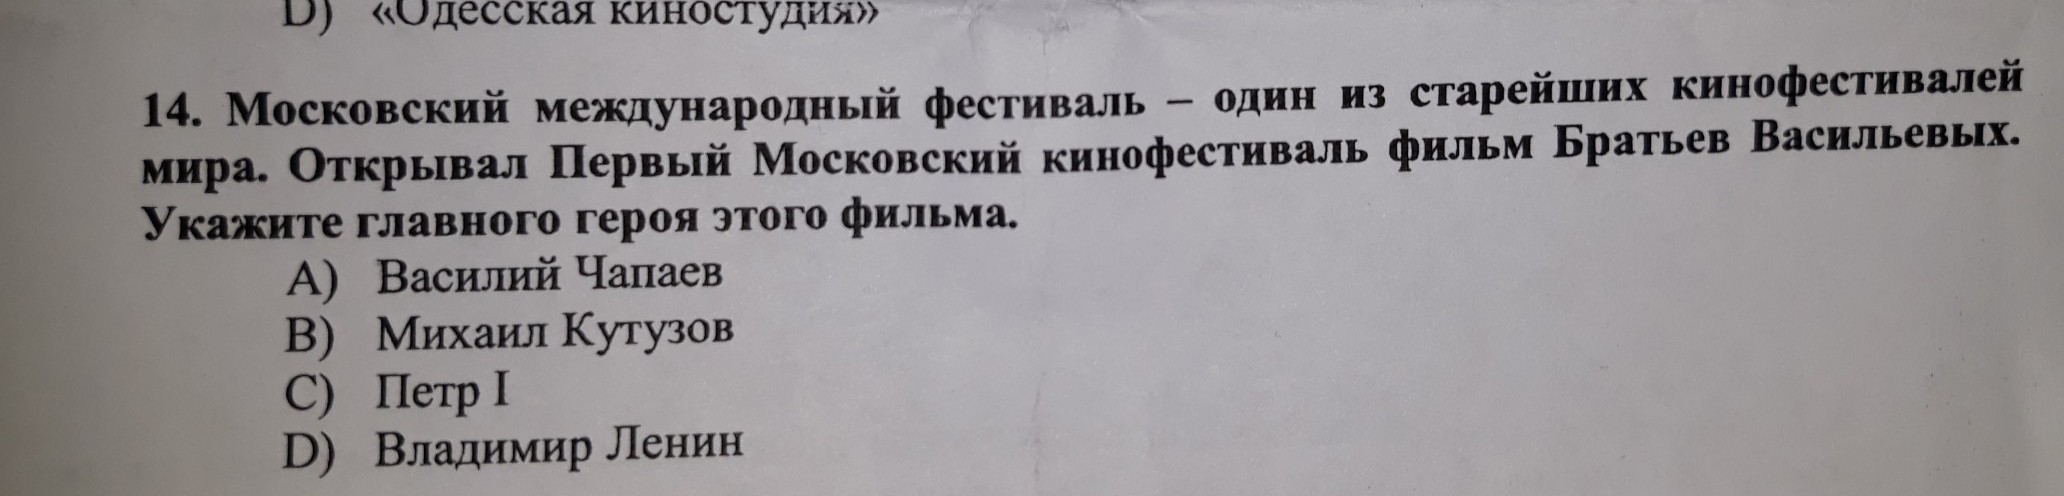 D) «Одесская киностудия»
14. Московский международный фестиваль – один из старейших кинофестивалей
мира. Открывал Первый Московский кинофестиваль фильм Братьев Васильевых.
Укажите главного героя этого фильма.
A) Василий Чапаев
B) Михаил Кутузов
C) Петр I
D) Владимир Ленин